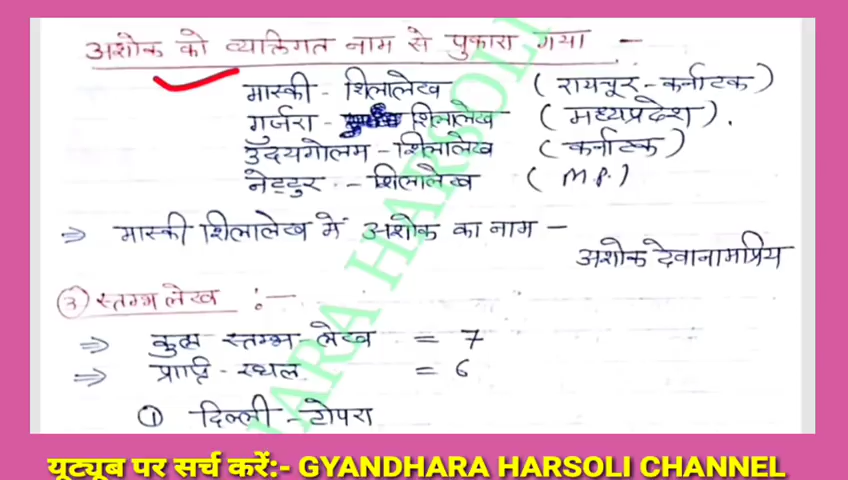 अशोक को व्यक्तिगत नाम से पुकारा गया —
मास्की - शिलालेख ( रायचूर - कर्नाटक )
गुर्जरा - शिलालेख ( मध्यप्रदेश ).
उदयगोलम - शिलालेख ( कर्नाटक )
नेट्टुर - शिलालेख ( M.P. )
⇒ मास्की शिलालेख में अशोक का नाम —
अशोक देवानामप्रिय
③ स्तम्भ लेख :—
⇒ कुल स्तम्भ - लेख = 7
⇒ प्राप्ति - स्थल = 6
① दिल्ली - टोपरा
यूट्यूब पर सर्च करें:- GYANDHARA HARSOLI CHANNEL